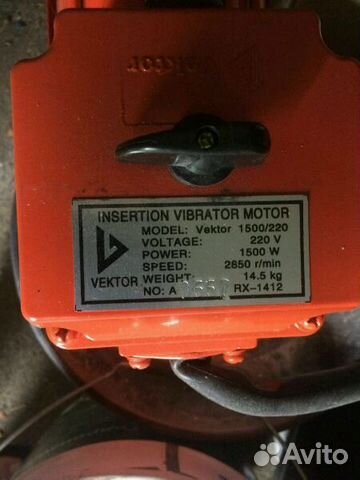 INSERTION VIBRATOR MOTOR
MODEL: Vektor 1500/220
VOLTAGE: 220 V
POWER: 1500 W
SPEED: 2850 r/min
WEIGHT: 14.5 kg
VEKTOR
NO: A RX-1412
Avito